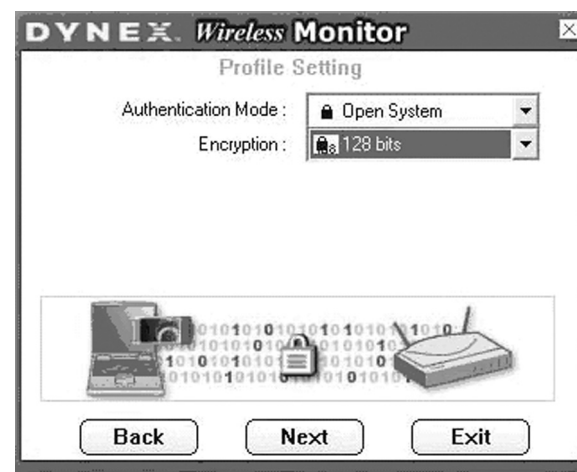 DYNEX Wireless Monitor
Profile Setting
Authentication Mode : Open System
Encryption : 128 bits
Back Next Exit